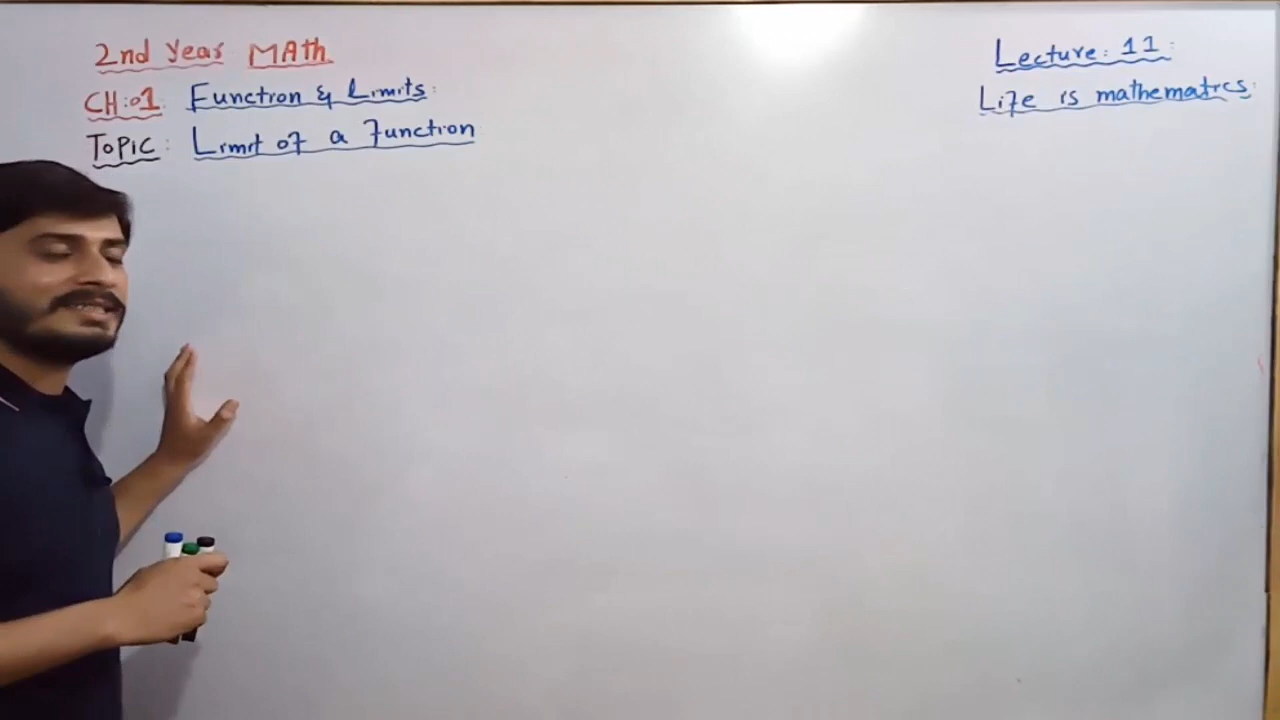 2nd Year MAth
CH:01 Function & Limits:
Topic: Limit of a function
Lecture: 11:
Life is mathematics: